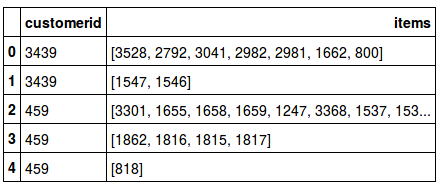 customerid items
0 3439 [3528, 2792, 3041, 2982, 2981, 1662, 800]
1 3439 [1547, 1546]
2 459 [3301, 1655, 1658, 1659, 1247, 3368, 1537, 153...
3 459 [1862, 1816, 1815, 1817]
4 459 [818]